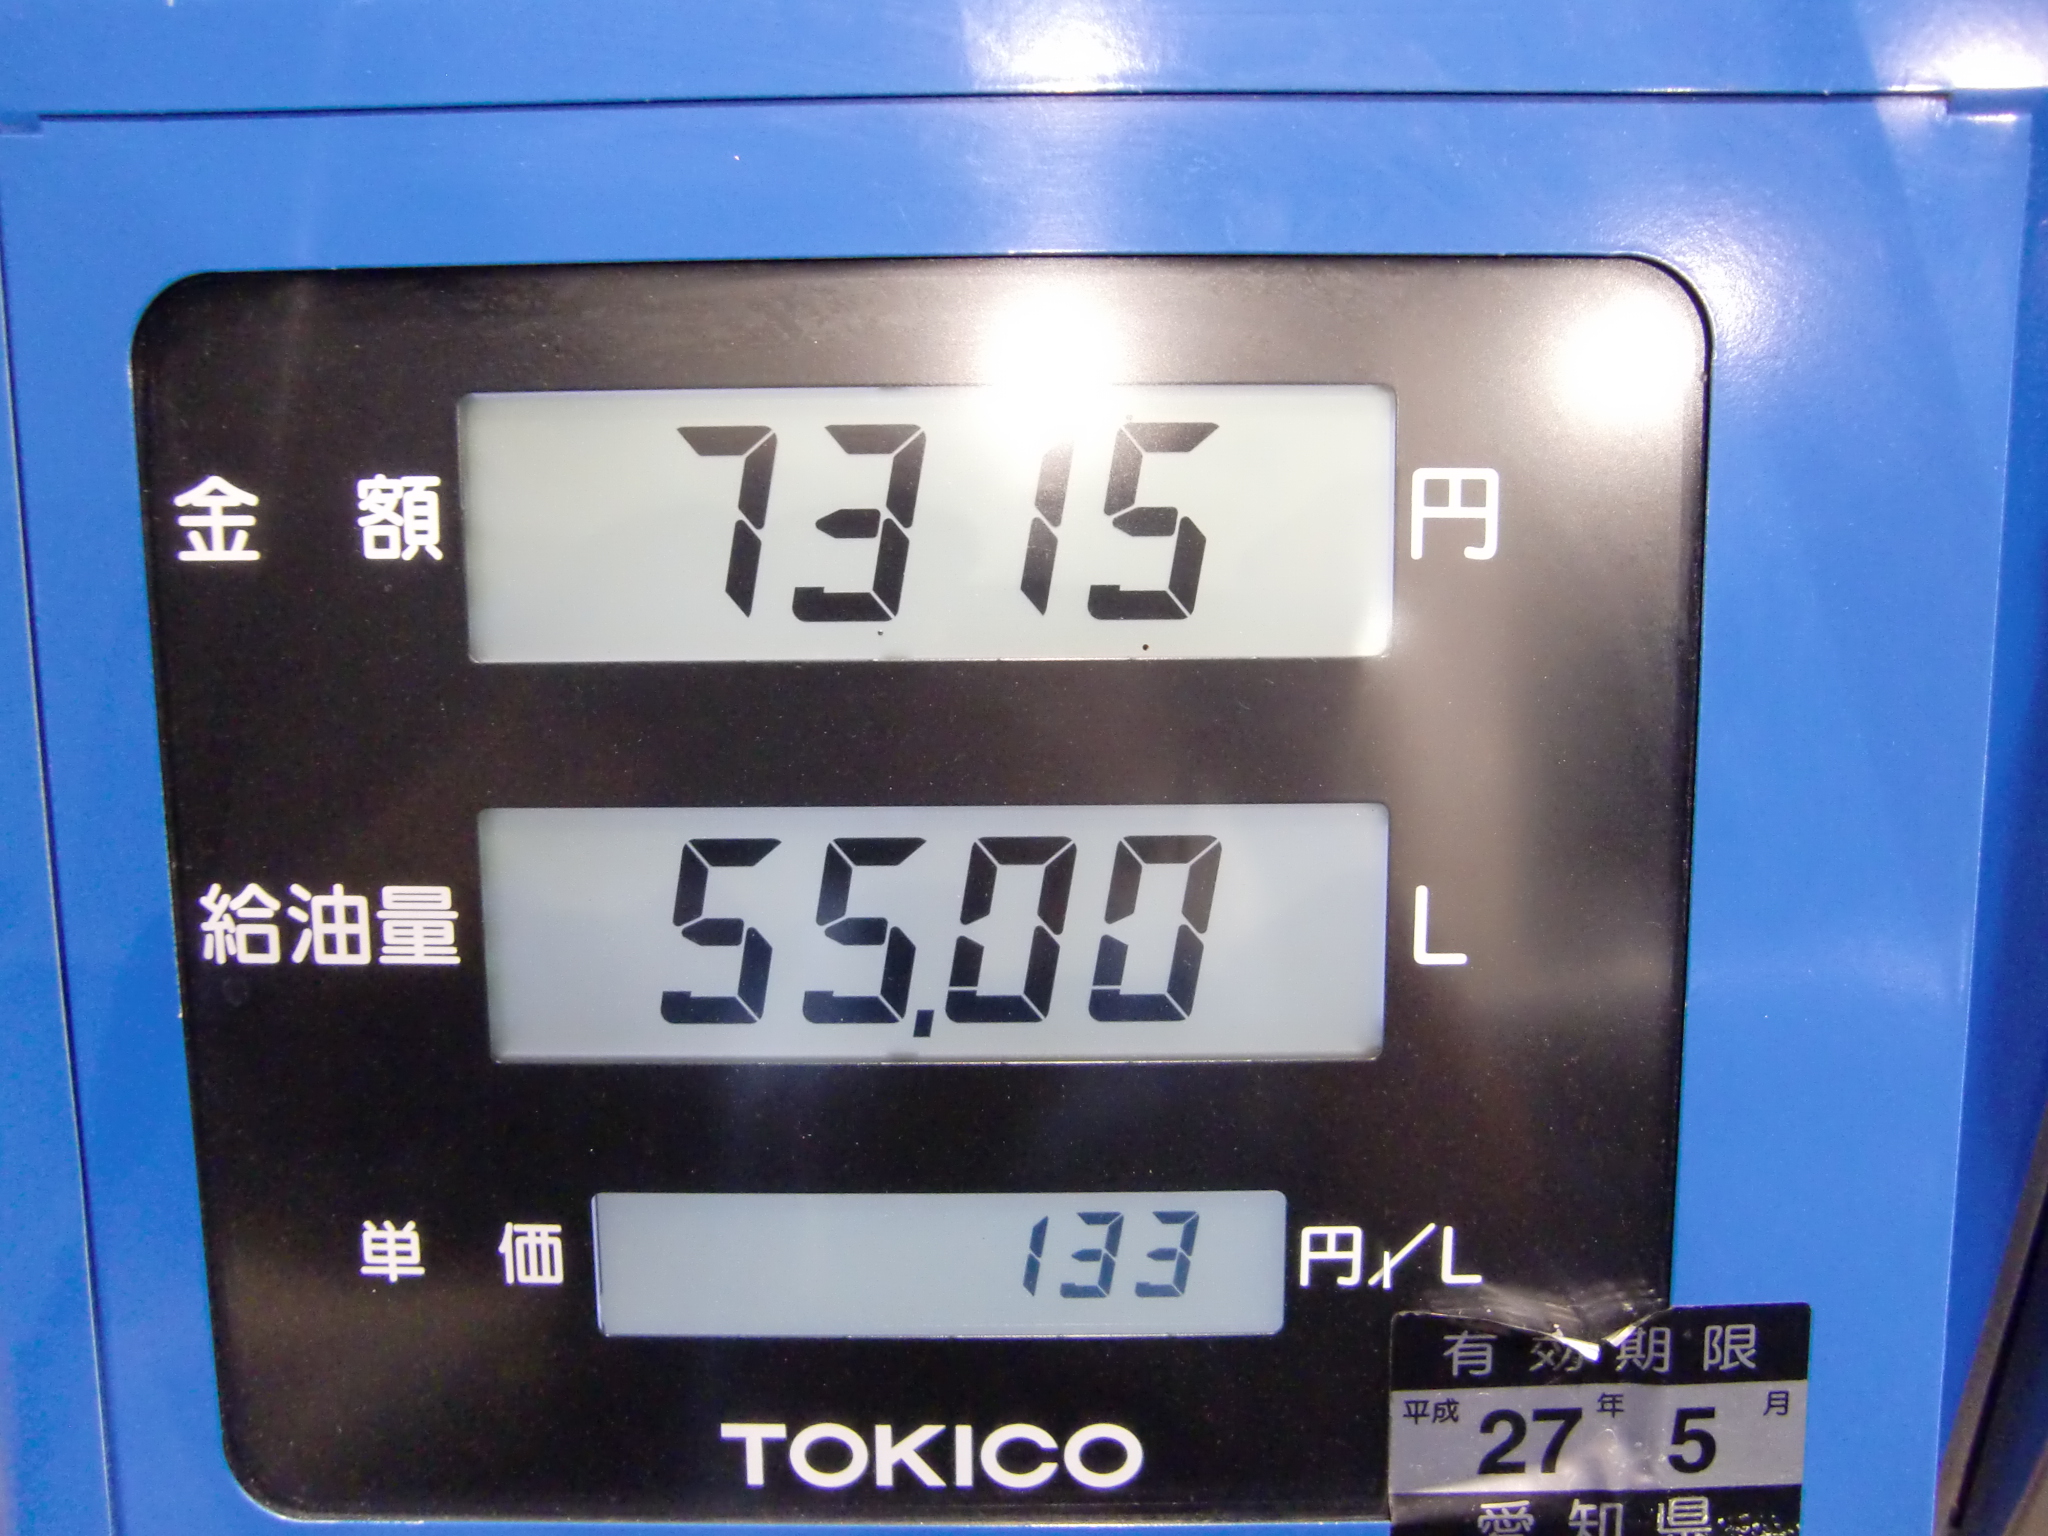 金 額 7315 円
給油量 55.00 L
単 価 133 円/L
TOKICO
有効期限
平成 27 年 5 月
愛知県